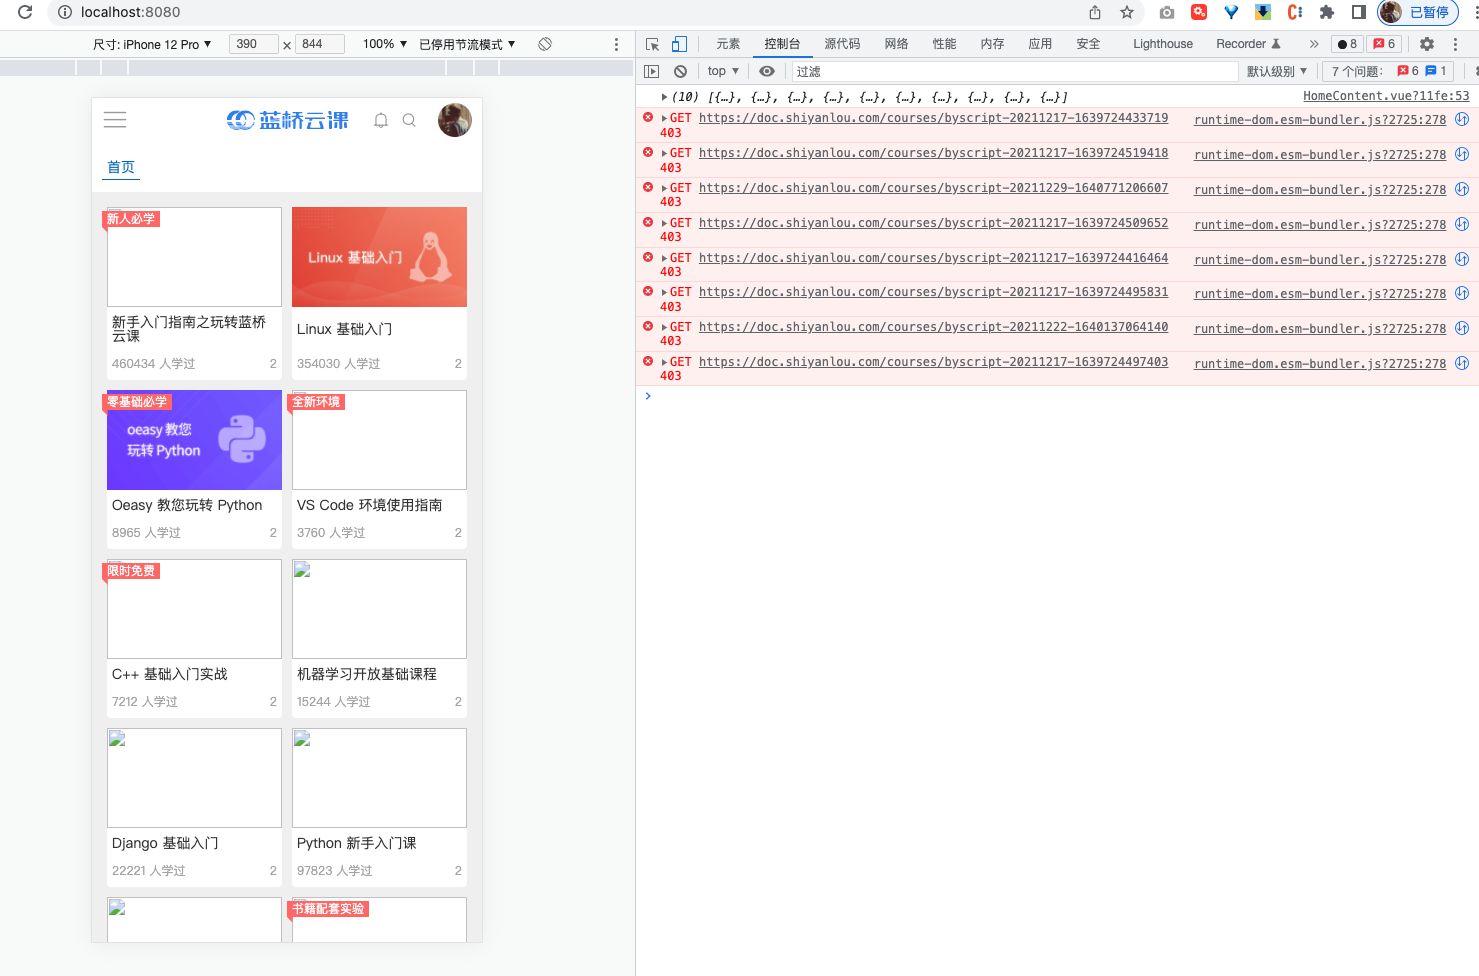 localhost:8080
已暂停
尺寸: iPhone 12 Pro ▼ 390 × 844 100% ▼ 已停用节流模式 ▼
元素 控制台 源代码 网络 性能 内存 应用 安全 Lighthouse Recorder 8 6
top ▼ 过滤 默认级别 ▼ 7 个问题: 6 1
蓝桥云课
首页
新人必学
新手入门指南之玩转蓝桥
云课
460434 人学过 2
Linux 基础入门
Linux 基础入门
354030 人学过 2
零基础必学
oeasy 教您
玩转 Python
Oeasy 教您玩转 Python
8965 人学过 2
全新环境
VS Code 环境使用指南
3760 人学过 2
限时免费
C++ 基础入门实战
7212 人学过 2
机器学习开放基础课程
15244 人学过 2
Django 基础入门
22221 人学过 2
Python 新手入门课
97823 人学过 2
书籍配套实验
(10) [{…}, {…}, {…}, {…}, {…}, {…}, {…}, {…}, {…}, {…}] HomeContent.vue?11fe:53
GET https://doc.shiyanlou.com/courses/byscript-20211217-1639724433719 runtime-dom.esm-bundler.js?2725:278
403
GET https://doc.shiyanlou.com/courses/byscript-20211217-1639724519418 runtime-dom.esm-bundler.js?2725:278
403
GET https://doc.shiyanlou.com/courses/byscript-20211229-1640771206607 runtime-dom.esm-bundler.js?2725:278
403
GET https://doc.shiyanlou.com/courses/byscript-20211217-1639724509652 runtime-dom.esm-bundler.js?2725:278
403
GET https://doc.shiyanlou.com/courses/byscript-20211217-1639724416464 runtime-dom.esm-bundler.js?2725:278
403
GET https://doc.shiyanlou.com/courses/byscript-20211217-1639724495831 runtime-dom.esm-bundler.js?2725:278
403
GET https://doc.shiyanlou.com/courses/byscript-20211222-1640137064140 runtime-dom.esm-bundler.js?2725:278
403
GET https://doc.shiyanlou.com/courses/byscript-20211217-1639724497403 runtime-dom.esm-bundler.js?2725:278
403